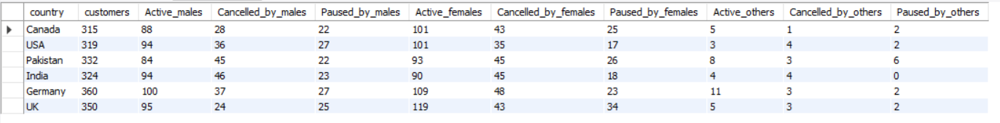 country customers Active_males Cancelled_by_males Paused_by_males Active_females Cancelled_by_females Paused_by_females Active_others Cancelled_by_others Paused_by_others
Canada 315 88 28 22 101 43 25 5 1 2
USA 319 94 36 27 101 35 17 3 4 2
Pakistan 332 84 45 22 93 45 26 8 3 6
India 324 94 46 23 90 45 18 4 4 0
Germany 360 100 37 27 109 48 23 11 3 2
UK 350 95 24 25 119 43 34 5 3 2